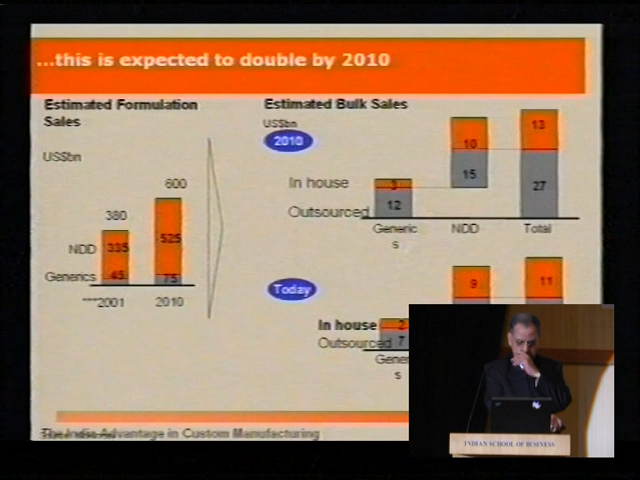 ...this is expected to double by 2010
Estimated Formulation
Sales
US$bn
600
380
NDD
335
525
Generics
45
75
2001
2010
Estimated Bulk Sales
US$bn
2010
13
10
In house
3
15
27
Outsourced
12
Generic
s
NDD
Total
Today
9
11
In house
2
Outsourced
7
Gener
s
The India Advantage in Custom Manufacturing
INDIAN SCHOOL OF BUSINESS